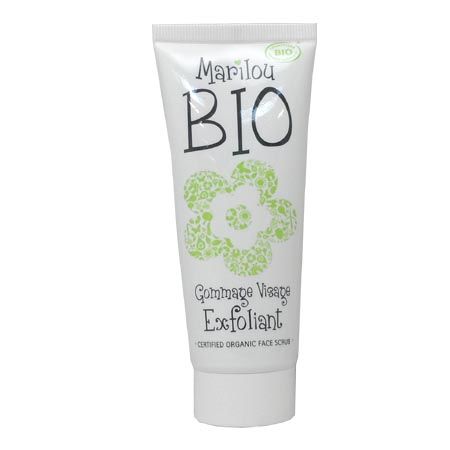 BIO
Marilou
BIO
Gommage Visage
Exfoliant
CERTIFIED ORGANIC FACE SCRUB